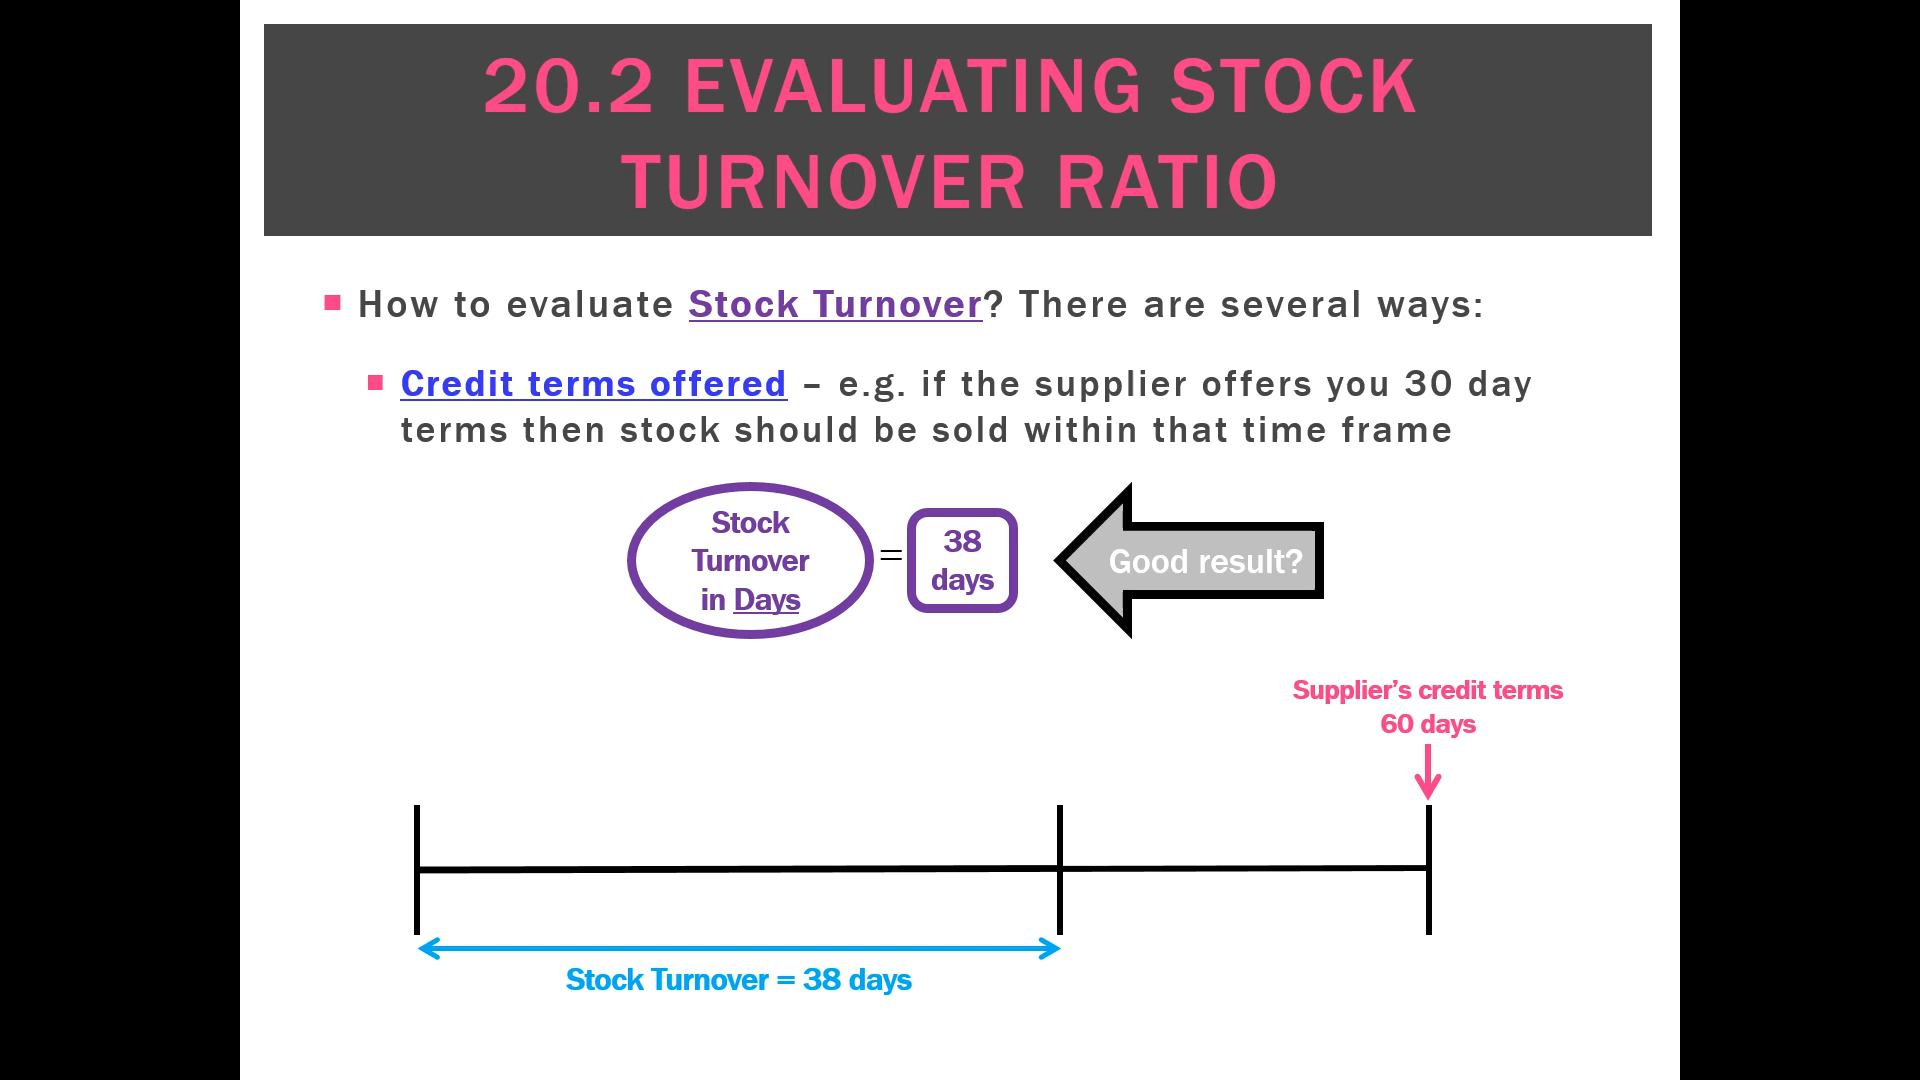 20.2 EVALUATING STOCK
TURNOVER RATIO
How to evaluate Stock Turnover? There are several ways:
Credit terms offered – e.g. if the supplier offers you 30 day
terms then stock should be sold within that time frame
Stock
Turnover
in Days
=
38
days
Good result?
Supplier’s credit terms
60 days
Stock Turnover = 38 days